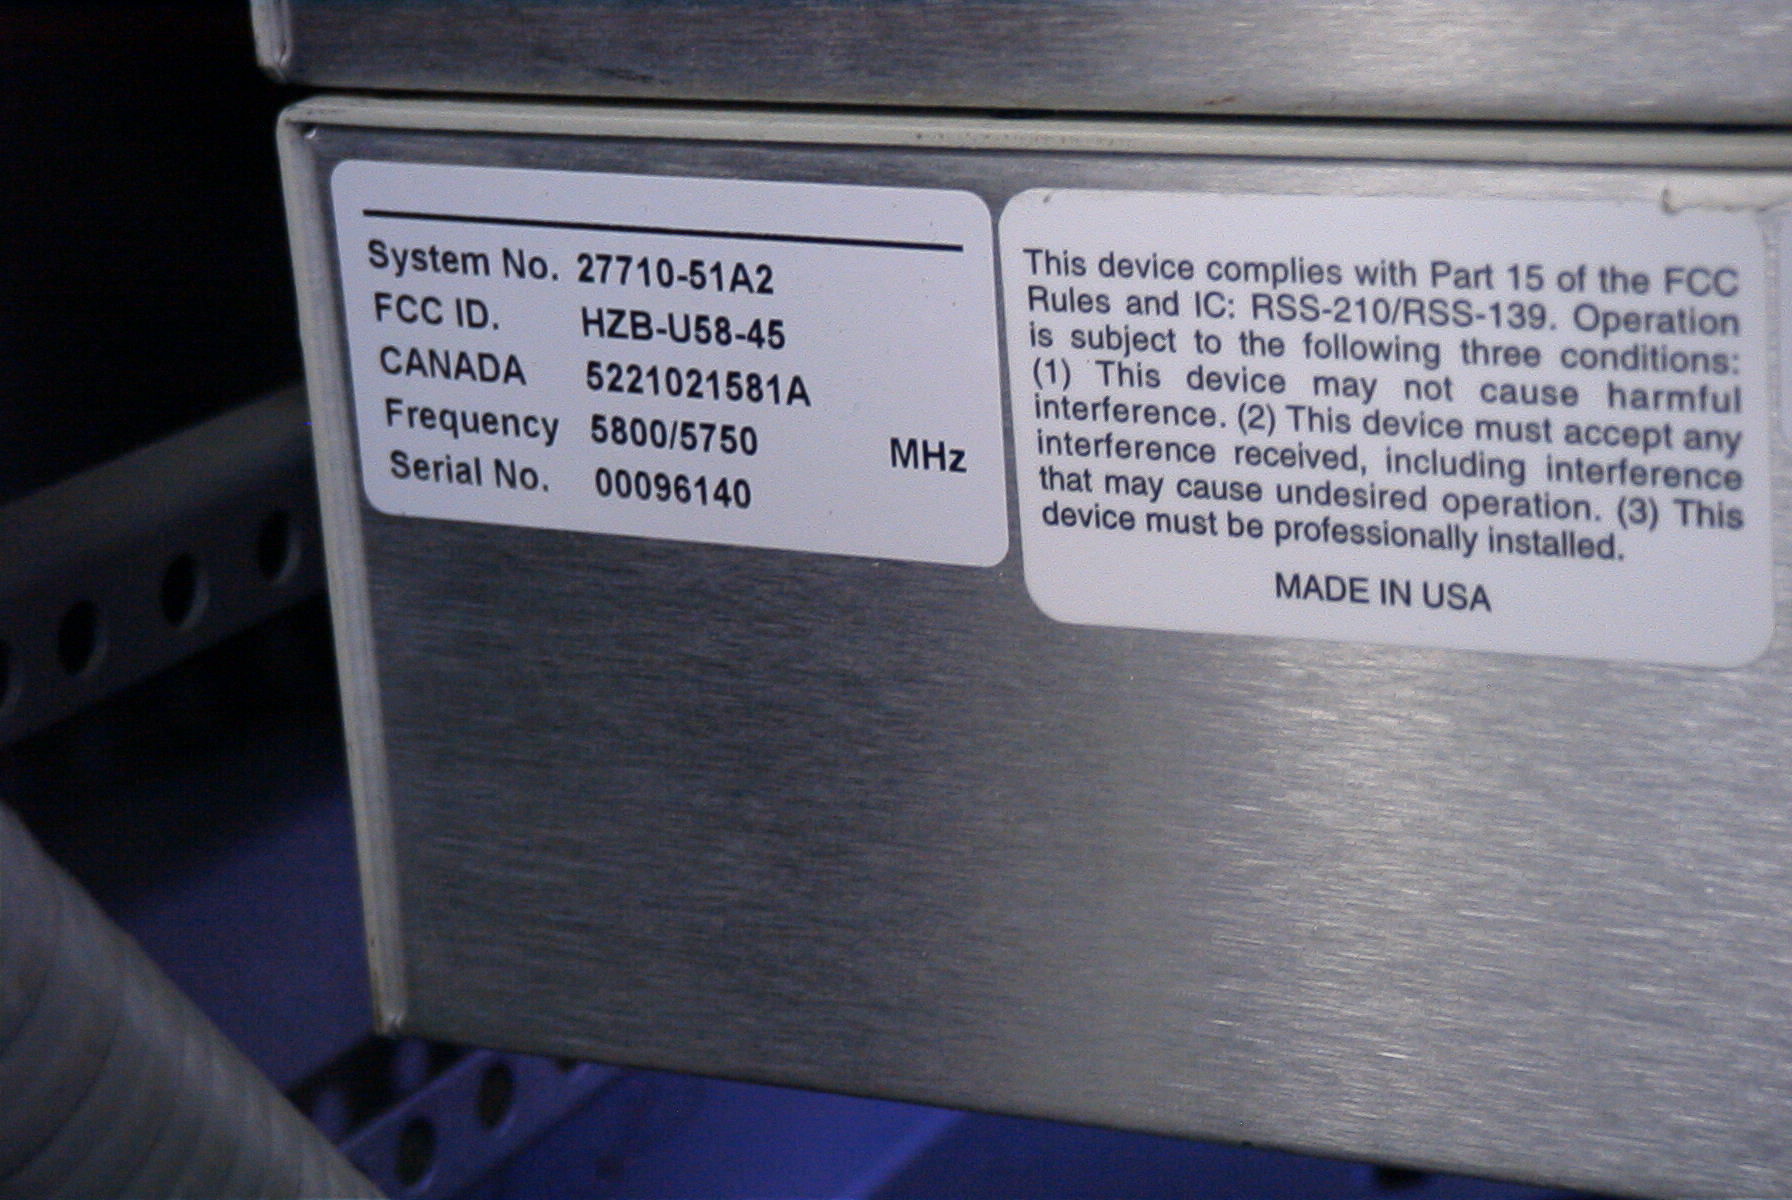 System No. 27710-51A2
FCC ID. HZB-U58-45
CANADA 5221021581A
Frequency 5800/5750 MHz
Serial No. 00096140
This device complies with Part 15 of the FCC
Rules and IC: RSS-210/RSS-139. Operation
is subject to the following three conditions:
(1) This device may not cause harmful
interference. (2) This device must accept any
interference received, including interference
that may cause undesired operation. (3) This
device must be professionally installed.
MADE IN USA